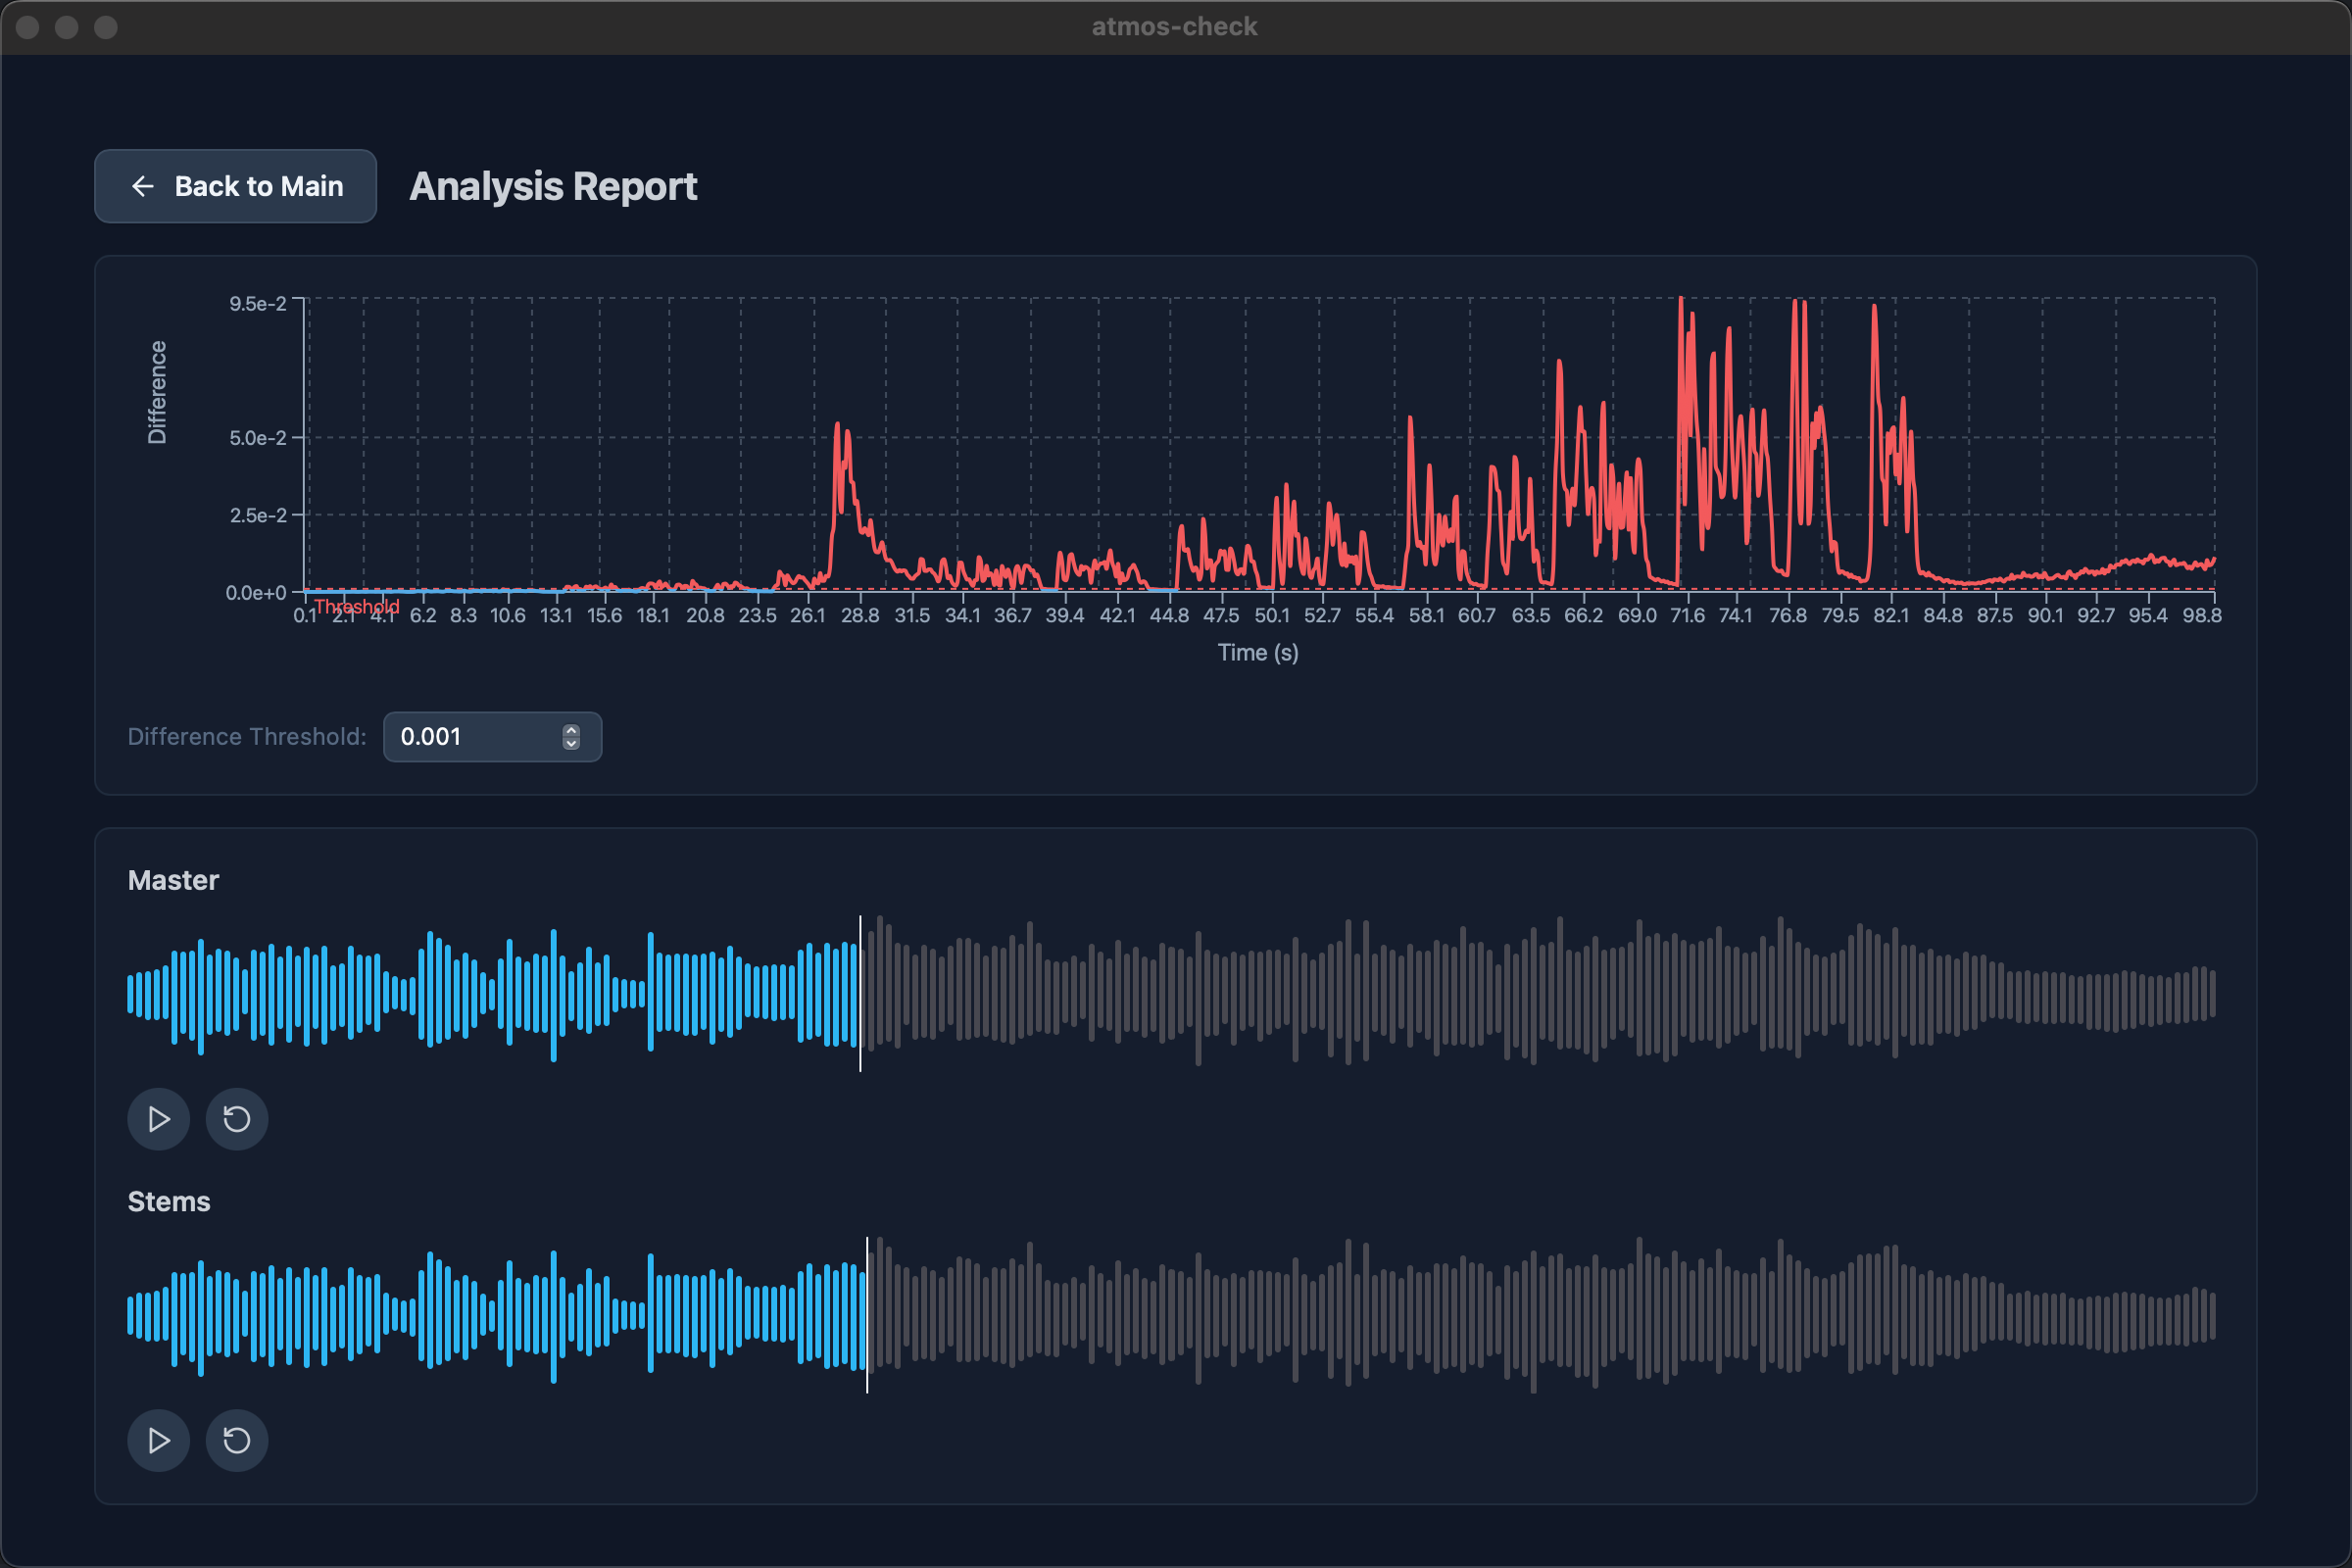 atmos-check
Back to Main
Analysis Report
Difference
9.5e-2
5.0e-2
2.5e-2
0.0e+0
Threshold
0.1 2.1 4.1 6.2 8.3 10.6 13.1 15.6 18.1 20.8 23.5 26.1 28.8 31.5 34.1 36.7 39.4 42.1 44.8 47.5 50.1 52.7 55.4 58.1 60.7 63.5 66.2 69.0 71.6 74.1 76.8 79.5 82.1 84.8 87.5 90.1 92.7 95.4 98.8
Time (s)
Difference Threshold: 0.001
Master
Stems